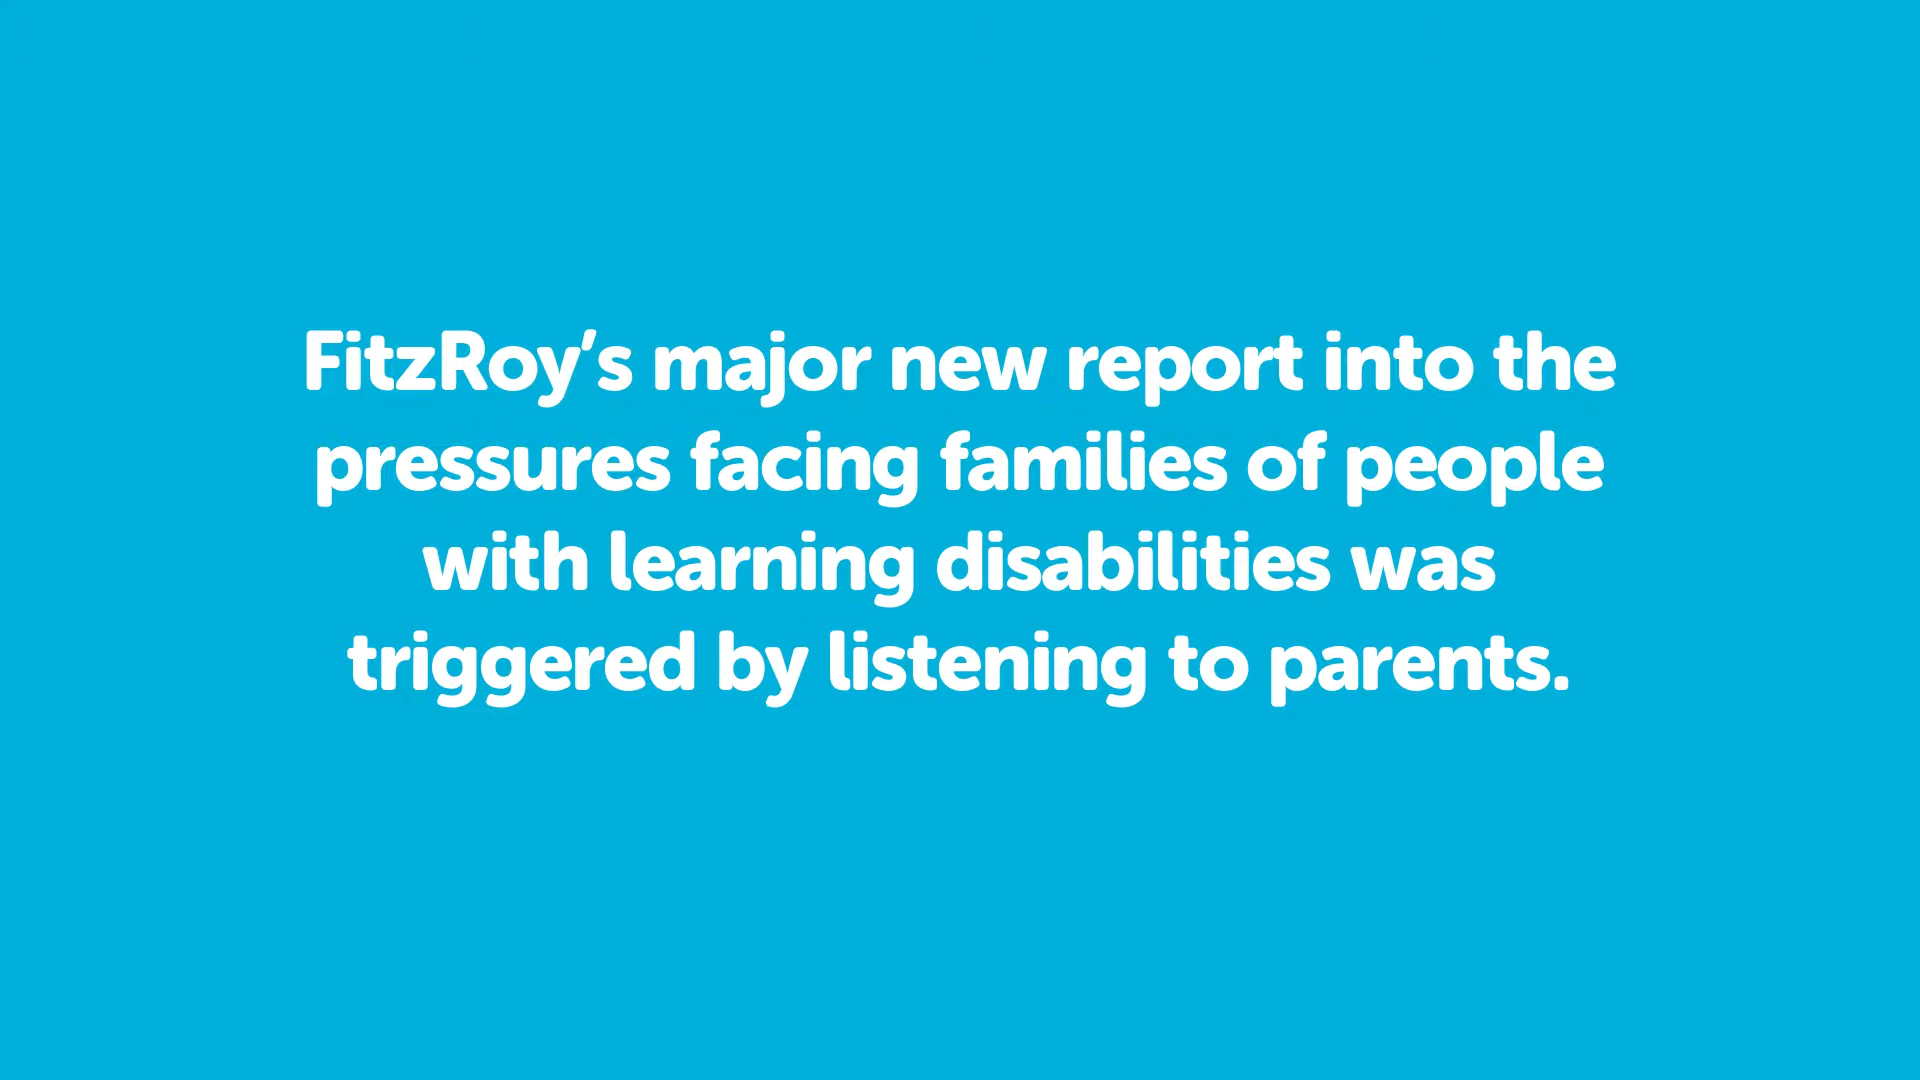 FitzRoy’s major new report into the
pressures facing families of people
with learning disabilities was
triggered by listening to parents.